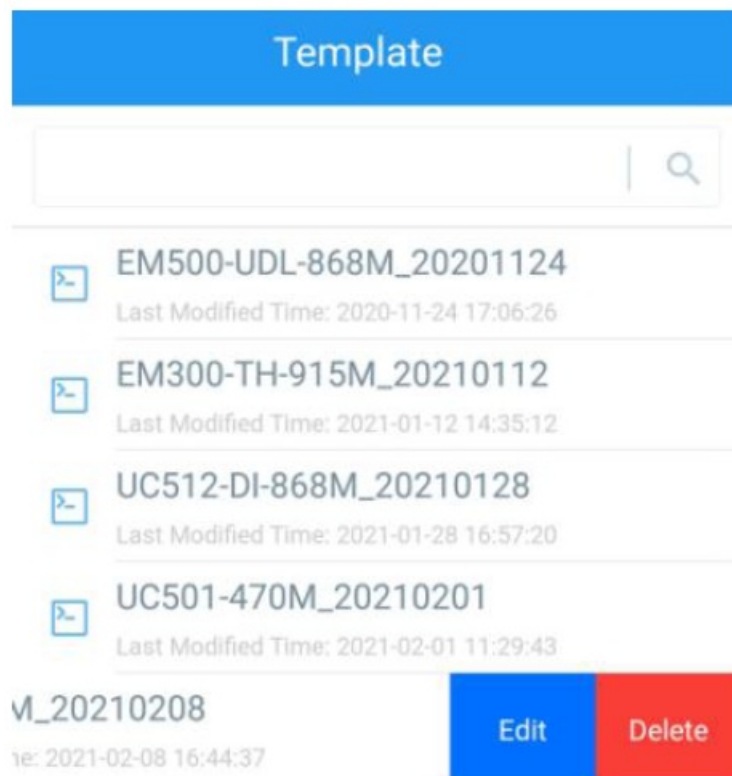 Template
EM500-UDL-868M_20201124
Last Modified Time: 2020-11-24 17:06:26
EM300-TH-915M_20210112
Last Modified Time: 2021-01-12 14:35:12
UC512-DI-868M_20210128
Last Modified Time: 2021-01-28 16:57:20
UC501-470M_20210201
Last Modified Time: 2021-02-01 11:29:43
M_20210208 Edit Delete
ne: 2021-02-08 16:44:37